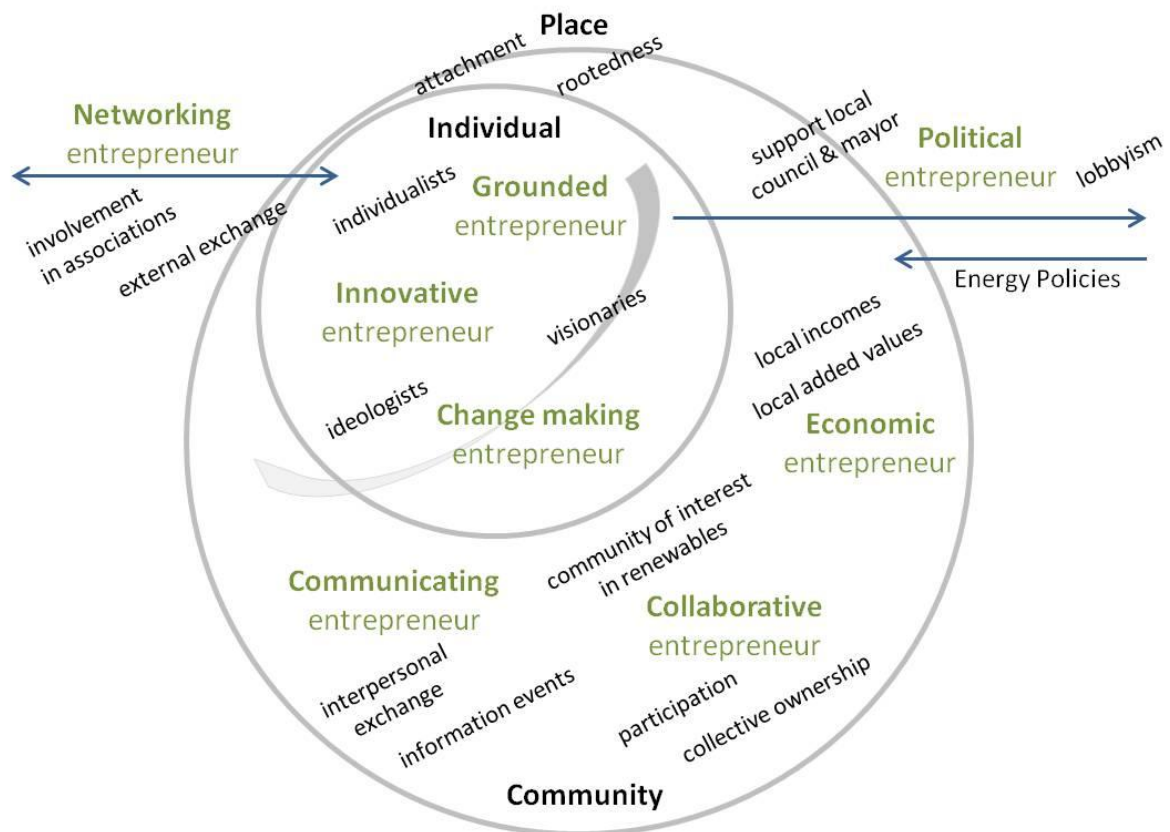 Place
attachment
rootedness
Networking
entrepreneur
involvement
in associations
external exchange
Individual
individualists
Grounded
entrepreneur
support local
council & mayor
Political
entrepreneur
lobbyism
Energy Policies
Innovative
entrepreneur
visionaries
ideologists
Change making
entrepreneur
local incomes
local added values
Economic
entrepreneur
community of interest
in renewables
Communicating
entrepreneur
interpersonal
exchange
information events
Collaborative
entrepreneur
participation
collective ownership
Community